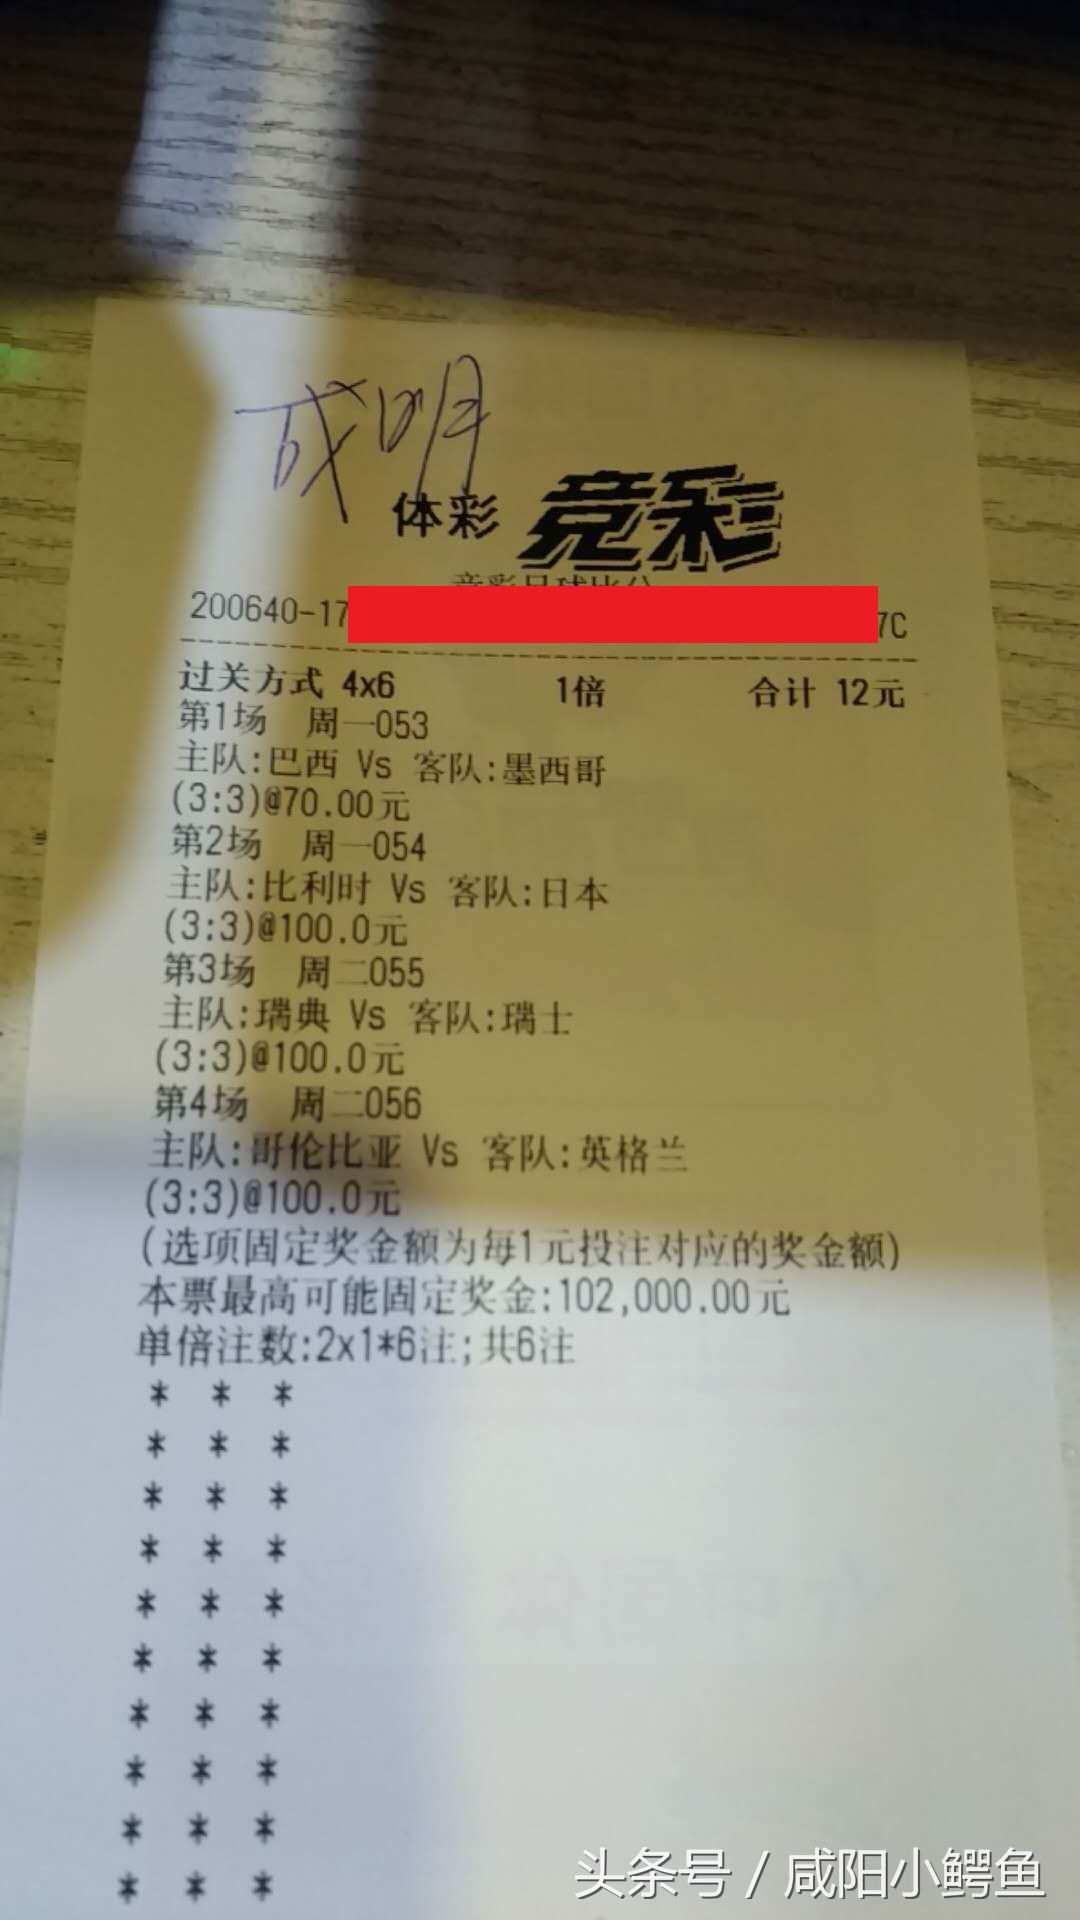 成明
体彩 竞彩
竞彩足球比分
200640-17 7C
过关方式 4x6 1倍 合计 12元
第1场 周一053
主队:巴西 Vs 客队:墨西哥
(3:3)@70.00元
第2场 周一054
主队:比利时 Vs 客队:日本
(3:3)@100.0元
第3场 周二055
主队:瑞典 Vs 客队:瑞士
(3:3)@100.0元
第4场 周二056
主队:哥伦比亚 Vs 客队:英格兰
(3:3)@100.0元
(选项固定奖金额为每1元投注对应的奖金额)
本票最高可能固定奖金:102,000.00元
单倍注数:2x1*6注;共6注
* * *
* * *
* * *
* * *
* * *
* * *
* * *
* * *
* * *
* * *
头条号 / 咸阳小鳄鱼